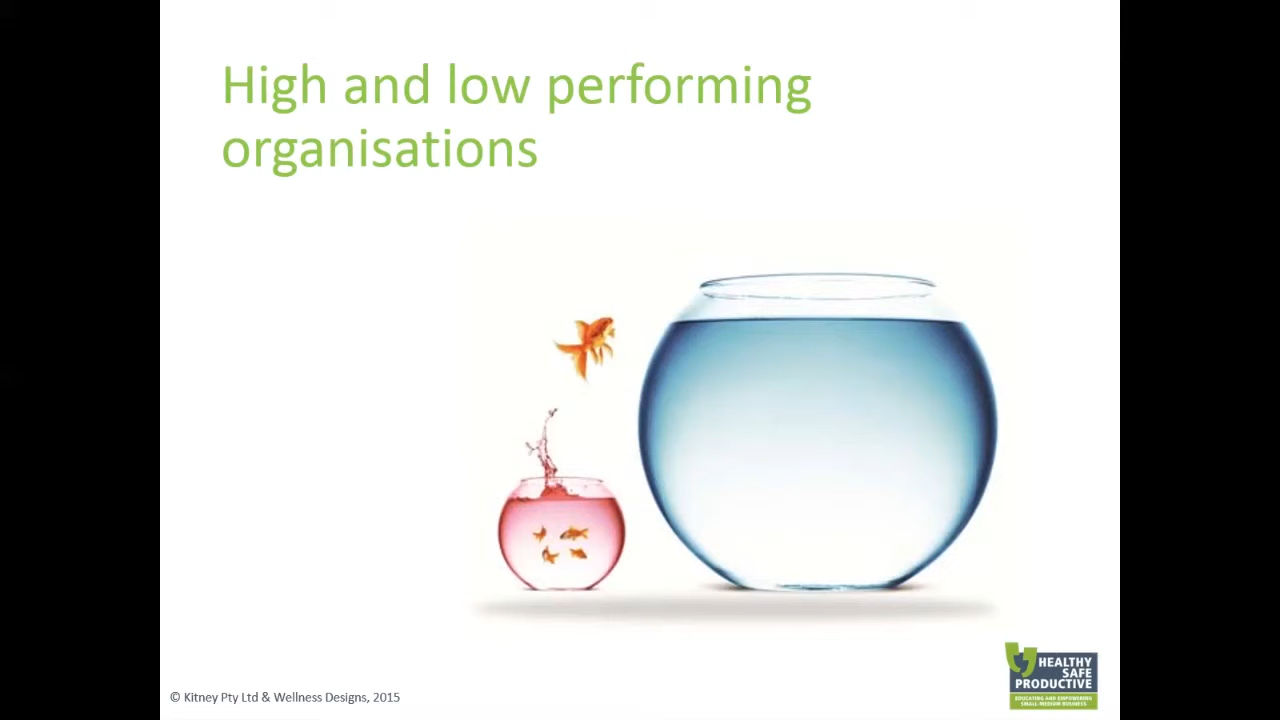 High and low performing
organisations
HEALTHY
SAFE
PRODUCTIVE
EDUCATING AND EMPOWERING
SMALL-MEDIUM BUSINESS
© Kitney Pty Ltd & Wellness Designs, 2015